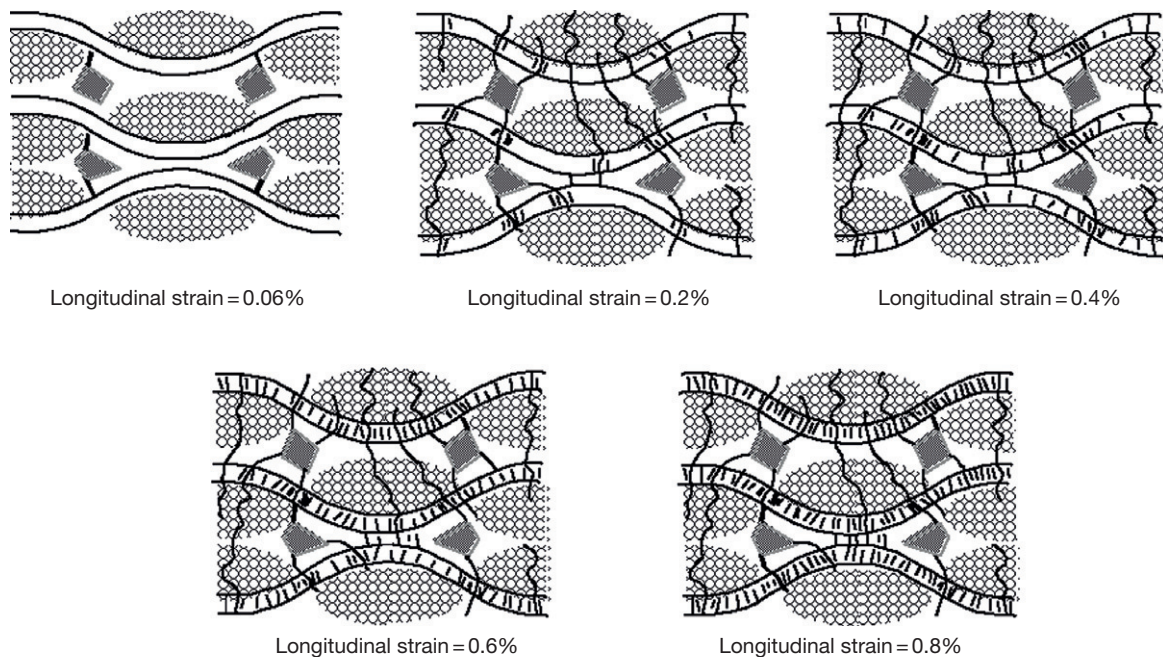 Longitudinal strain = 0.06%
Longitudinal strain = 0.2%
Longitudinal strain = 0.4%
Longitudinal strain = 0.6%
Longitudinal strain = 0.8%